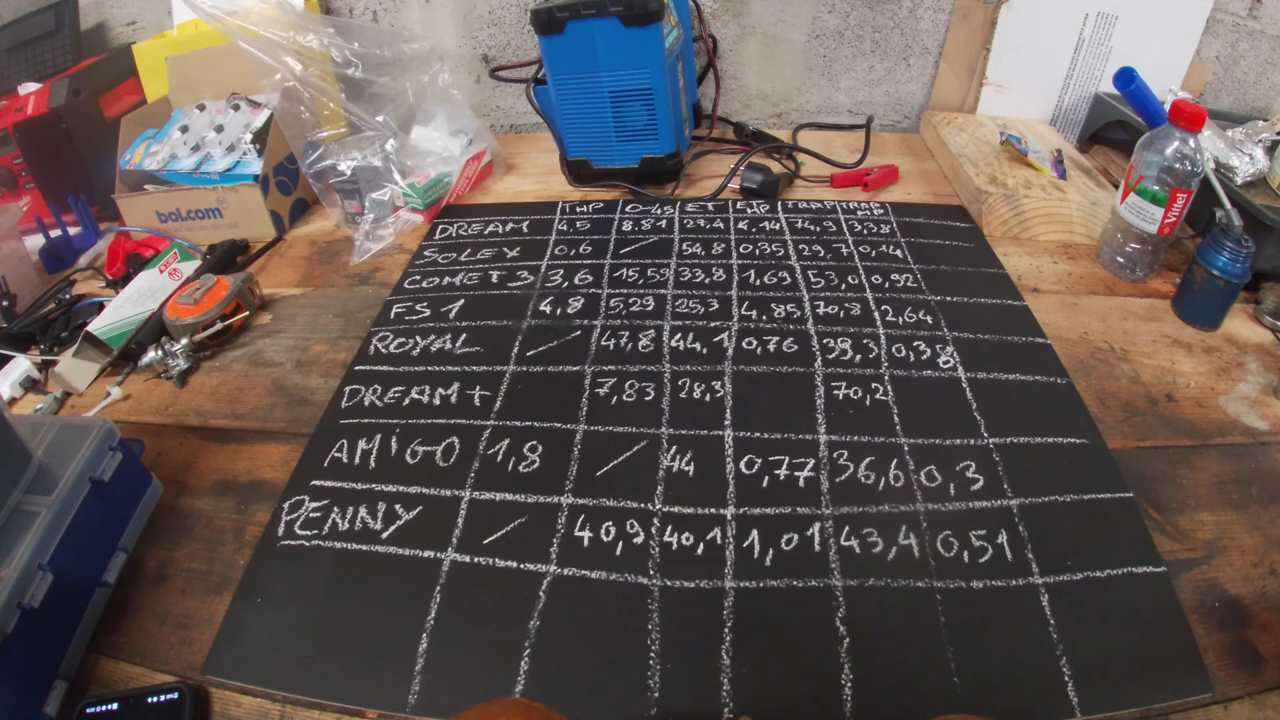 bol.com
Vittel
THP 0-45 ET ETHP TRAP TRAP HP
DREAM 4,5 8,81 27,4 4,14 74,9 3,38
SOLEX 0,6 / 54,8 0,35 29,7 0,14
COMET 3 3,6 15,59 33,8 1,69 53,0 0,92
FS1 4,8 5,29 25,3 4,85 70,8 2,64
ROYAL / 47,8 44,1 0,76 39,3 0,38
DREAM+ 7,83 28,3 70,2
AMiGO 1,8 / 44 0,77 36,6 0,3
PENNY / 40,9 40,1 1,01 43,4 0,51